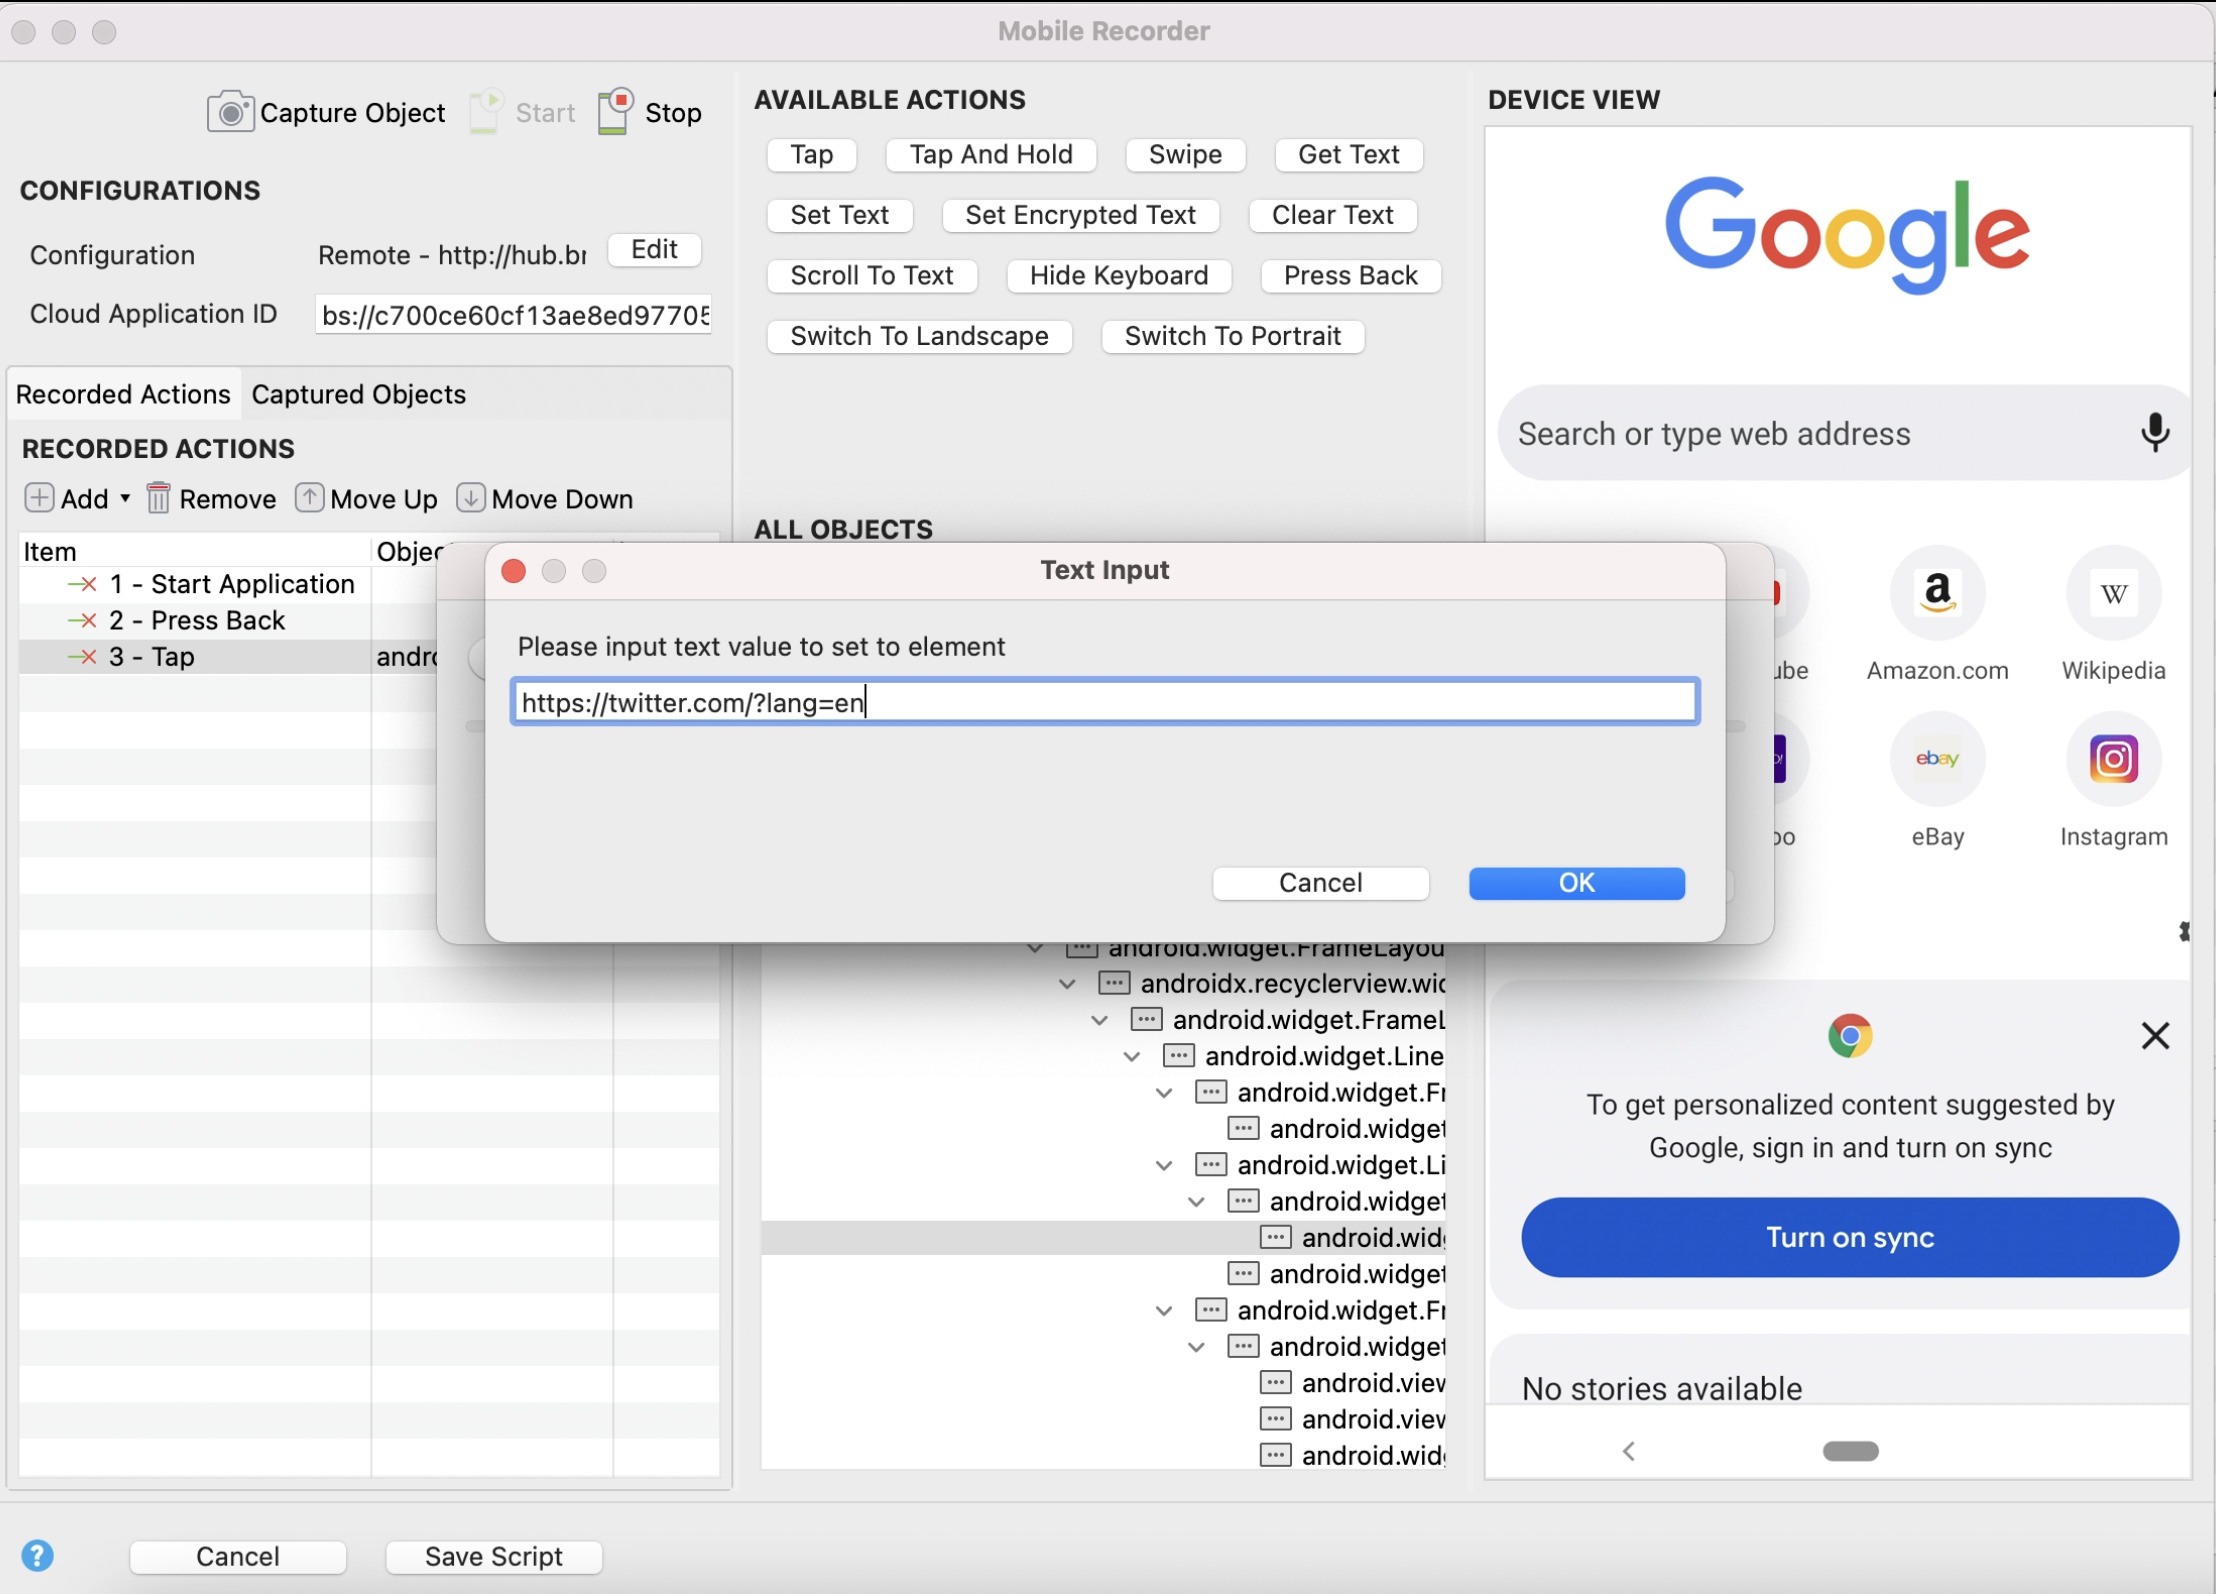 Mobile Recorder
Capture Object
Start
Stop
CONFIGURATIONS
Configuration
Remote - http://hub.br
Edit
Cloud Application ID
bs://c700ce60cf13ae8ed97705
Recorded Actions
Captured Objects
RECORDED ACTIONS
Add
Remove
Move Up
Move Down
Item
Objec
1 - Start Application
2 - Press Back
3 - Tap
andro
AVAILABLE ACTIONS
Tap
Tap And Hold
Swipe
Get Text
Set Text
Set Encrypted Text
Clear Text
Scroll To Text
Hide Keyboard
Press Back
Switch To Landscape
Switch To Portrait
ALL OBJECTS
Text Input
Please input text value to set to element
https://twitter.com/?lang=en
Cancel
OK
android.widget.FrameLayou
androidx.recyclerview.wid
android.widget.FrameL
android.widget.Line
android.widget.Fr
android.widget
android.widget.Li
android.widget
android.widg
android.widget
android.widget.Fr
android.widget
android.view
android.view
android.widg
DEVICE VIEW
Google
Search or type web address
ube
a
Amazon.com
W
Wikipedia
oo
ebay
eBay
Instagram
To get personalized content suggested by
Google, sign in and turn on sync
Turn on sync
No stories available
?
Cancel
Save Script